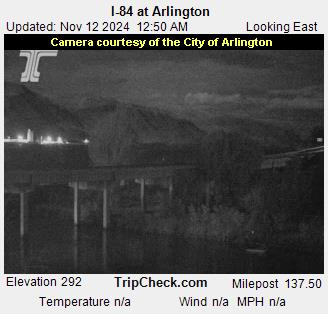 I-84 at Arlington
Updated: Nov 12 2024 12:50 AM Looking East
Camera courtesy of the City of Arlington
Elevation 292 TripCheck.com Milepost 137.50
Temperature n/a Wind n/a MPH n/a